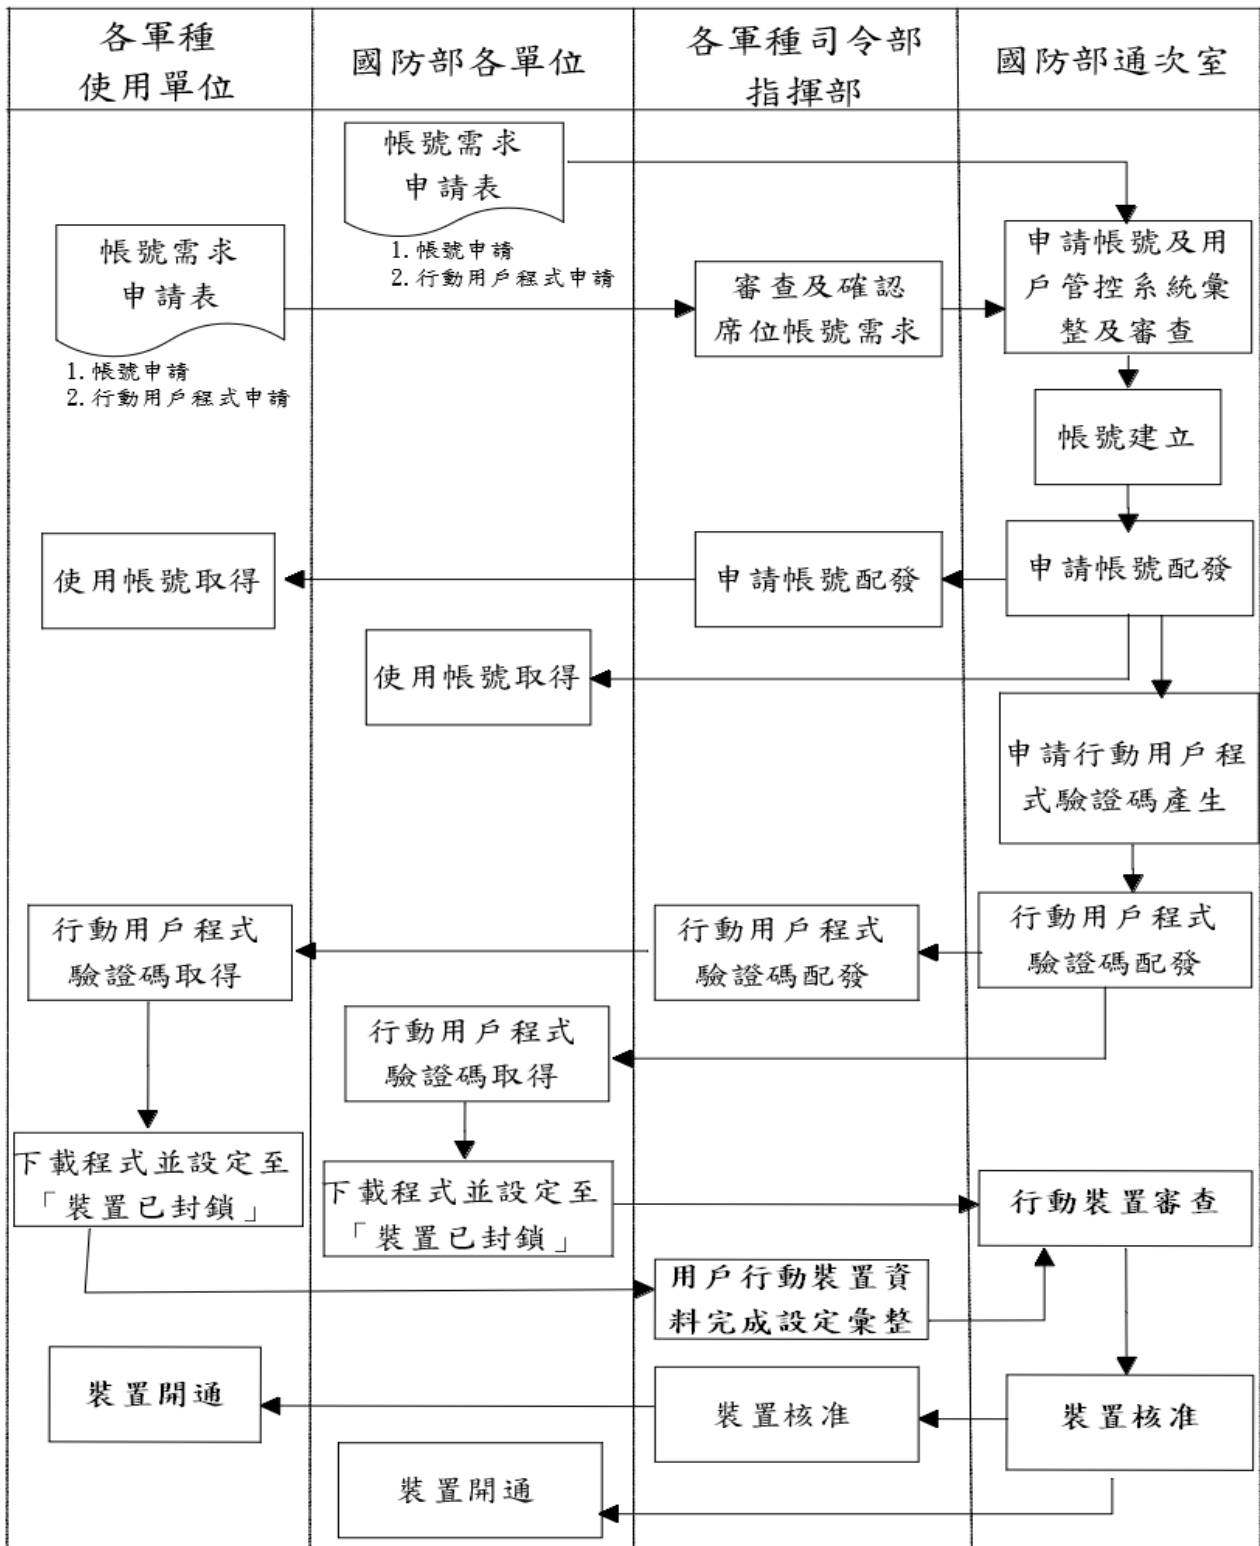 各軍種
使用單位
國防部各單位
各軍種司令部
指揮部
國防部通次室
帳號需求
申請表
1.帳號申請
2.行動用戶程式申請
帳號需求
申請表
1.帳號申請
2.行動用戶程式申請
審查及確認
席位帳號需求
申請帳號及用
戶管控系統彙
整及審查
帳號建立
使用帳號取得
申請帳號配發
申請帳號配發
使用帳號取得
申請行動用戶程
式驗證碼產生
行動用戶程式
驗證碼取得
行動用戶程式
驗證碼配發
行動用戶程式
驗證碼配發
行動用戶程式
驗證碼取得
下載程式並設定至
「裝置已封鎖」
下載程式並設定至
「裝置已封鎖」
行動裝置審查
用戶行動裝置資
料完成設定彙整
裝置開通
裝置核准
裝置核准
裝置開通